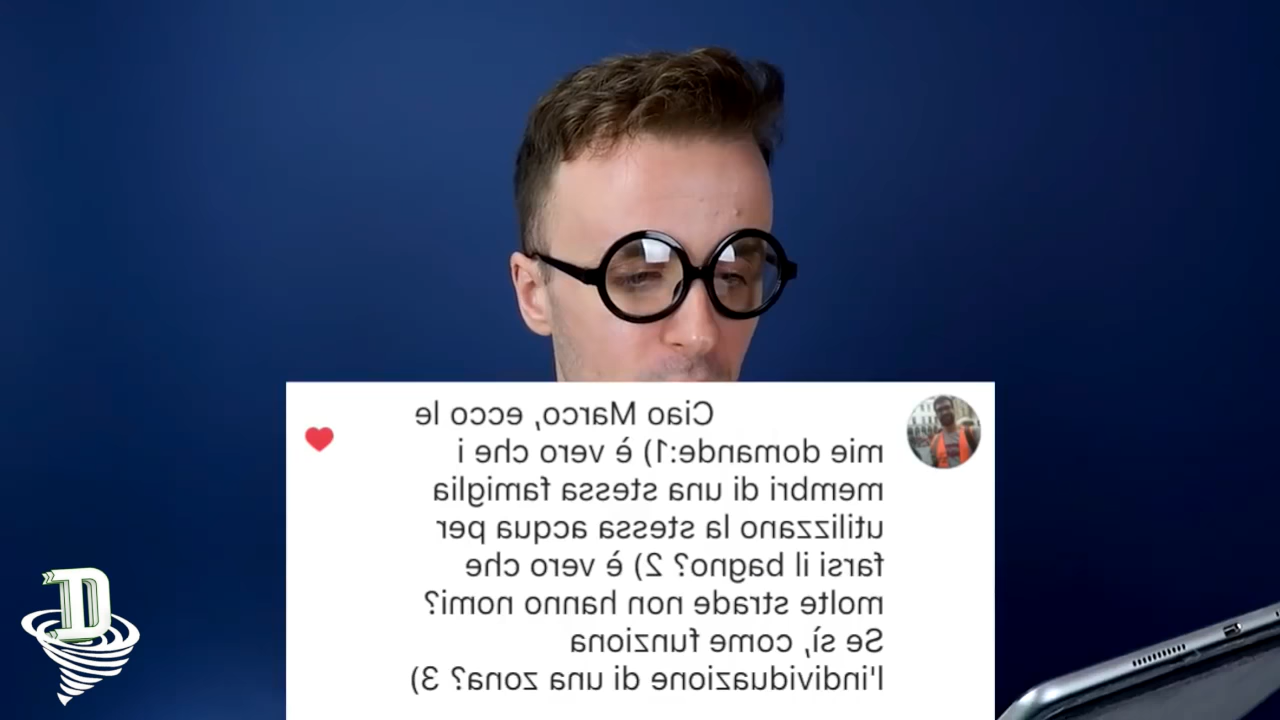 Ciao Marco, ecco le
mie domande:1) è vero che i
membri di una stessa famiglia
utilizzano la stessa acqua per
farsi il bagno? 2) è vero che
molte strade non hanno nomi?
Se sì, come funziona
l'individuazione di una zona? 3)